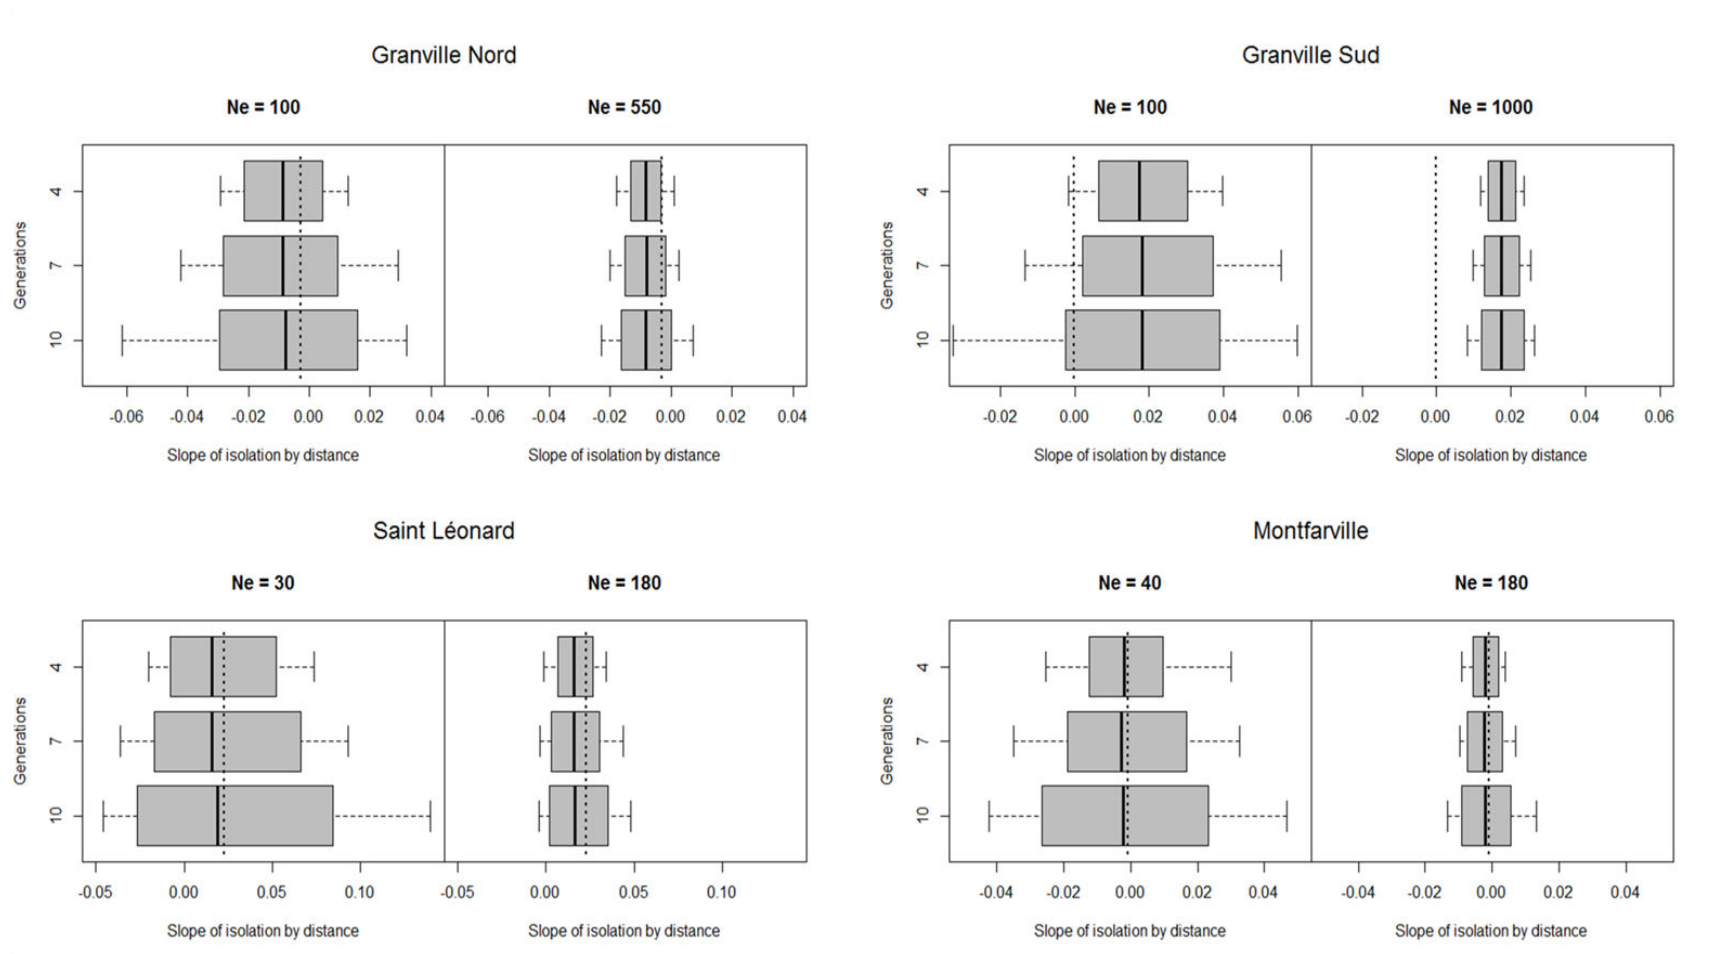 Granville Nord
Ne = 100 Ne = 550
Generations
4
7
10
-0.06 -0.04 -0.02 0.00 0.02 0.04 -0.06 -0.04 -0.02 0.00 0.02 0.04
Slope of isolation by distance Slope of isolation by distance
Granville Sud
Ne = 100 Ne = 1000
Generations
4
7
10
-0.02 0.00 0.02 0.04 0.06 -0.02 0.00 0.02 0.04 0.06
Slope of isolation by distance Slope of isolation by distance
Saint Léonard
Ne = 30 Ne = 180
Generations
4
7
10
-0.05 0.00 0.05 0.10 -0.05 0.00 0.05 0.10
Slope of isolation by distance Slope of isolation by distance
Montfarville
Ne = 40 Ne = 180
Generations
4
7
10
-0.04 -0.02 0.00 0.02 0.04 -0.04 -0.02 0.00 0.02 0.04
Slope of isolation by distance Slope of isolation by distance